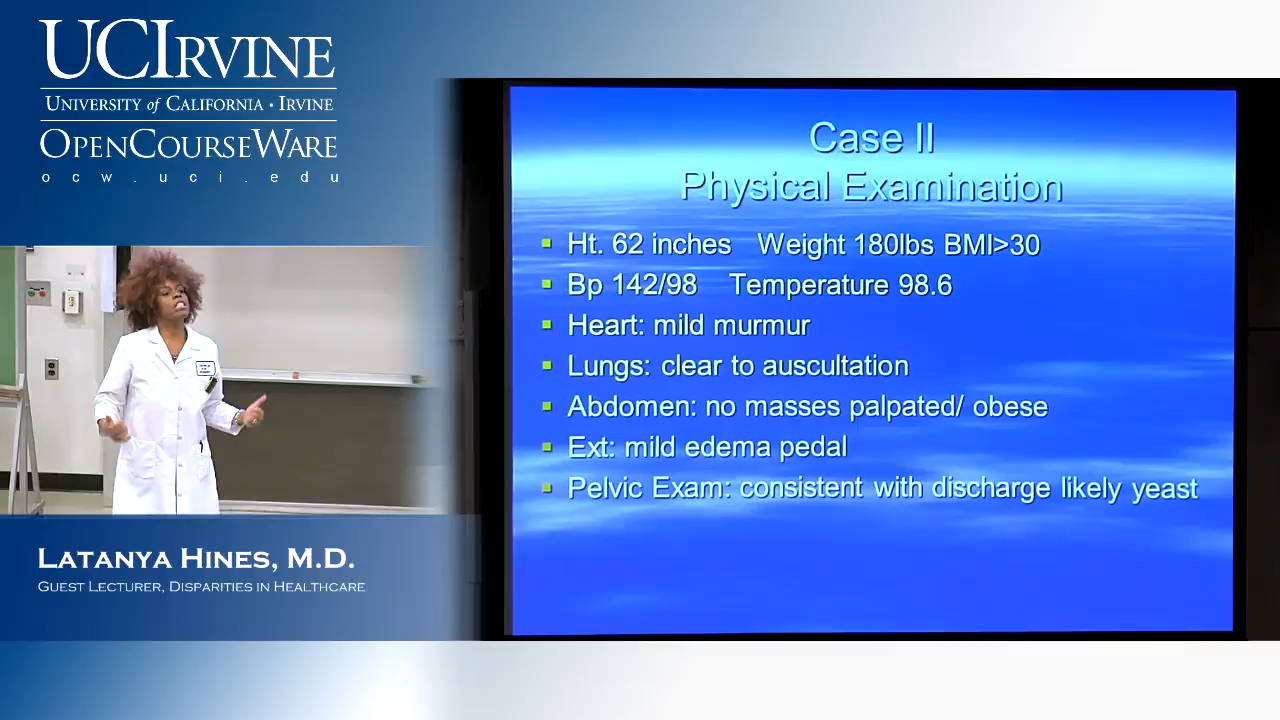 UCIRVINE
UNIVERSITY of CALIFORNIA · IRVINE
OPENCOURSEWARE
ocw.uci.edu
Case II
Physical Examination
Ht. 62 inches Weight 180lbs BMI>30
Bp 142/98 Temperature 98.6
Heart: mild murmur
Lungs: clear to auscultation
Abdomen: no masses palpated/ obese
Ext: mild edema pedal
Pelvic Exam: consistent with discharge likely yeast
LATANYA HINES, M.D.
GUEST LECTURER, DISPARITIES IN HEALTHCARE